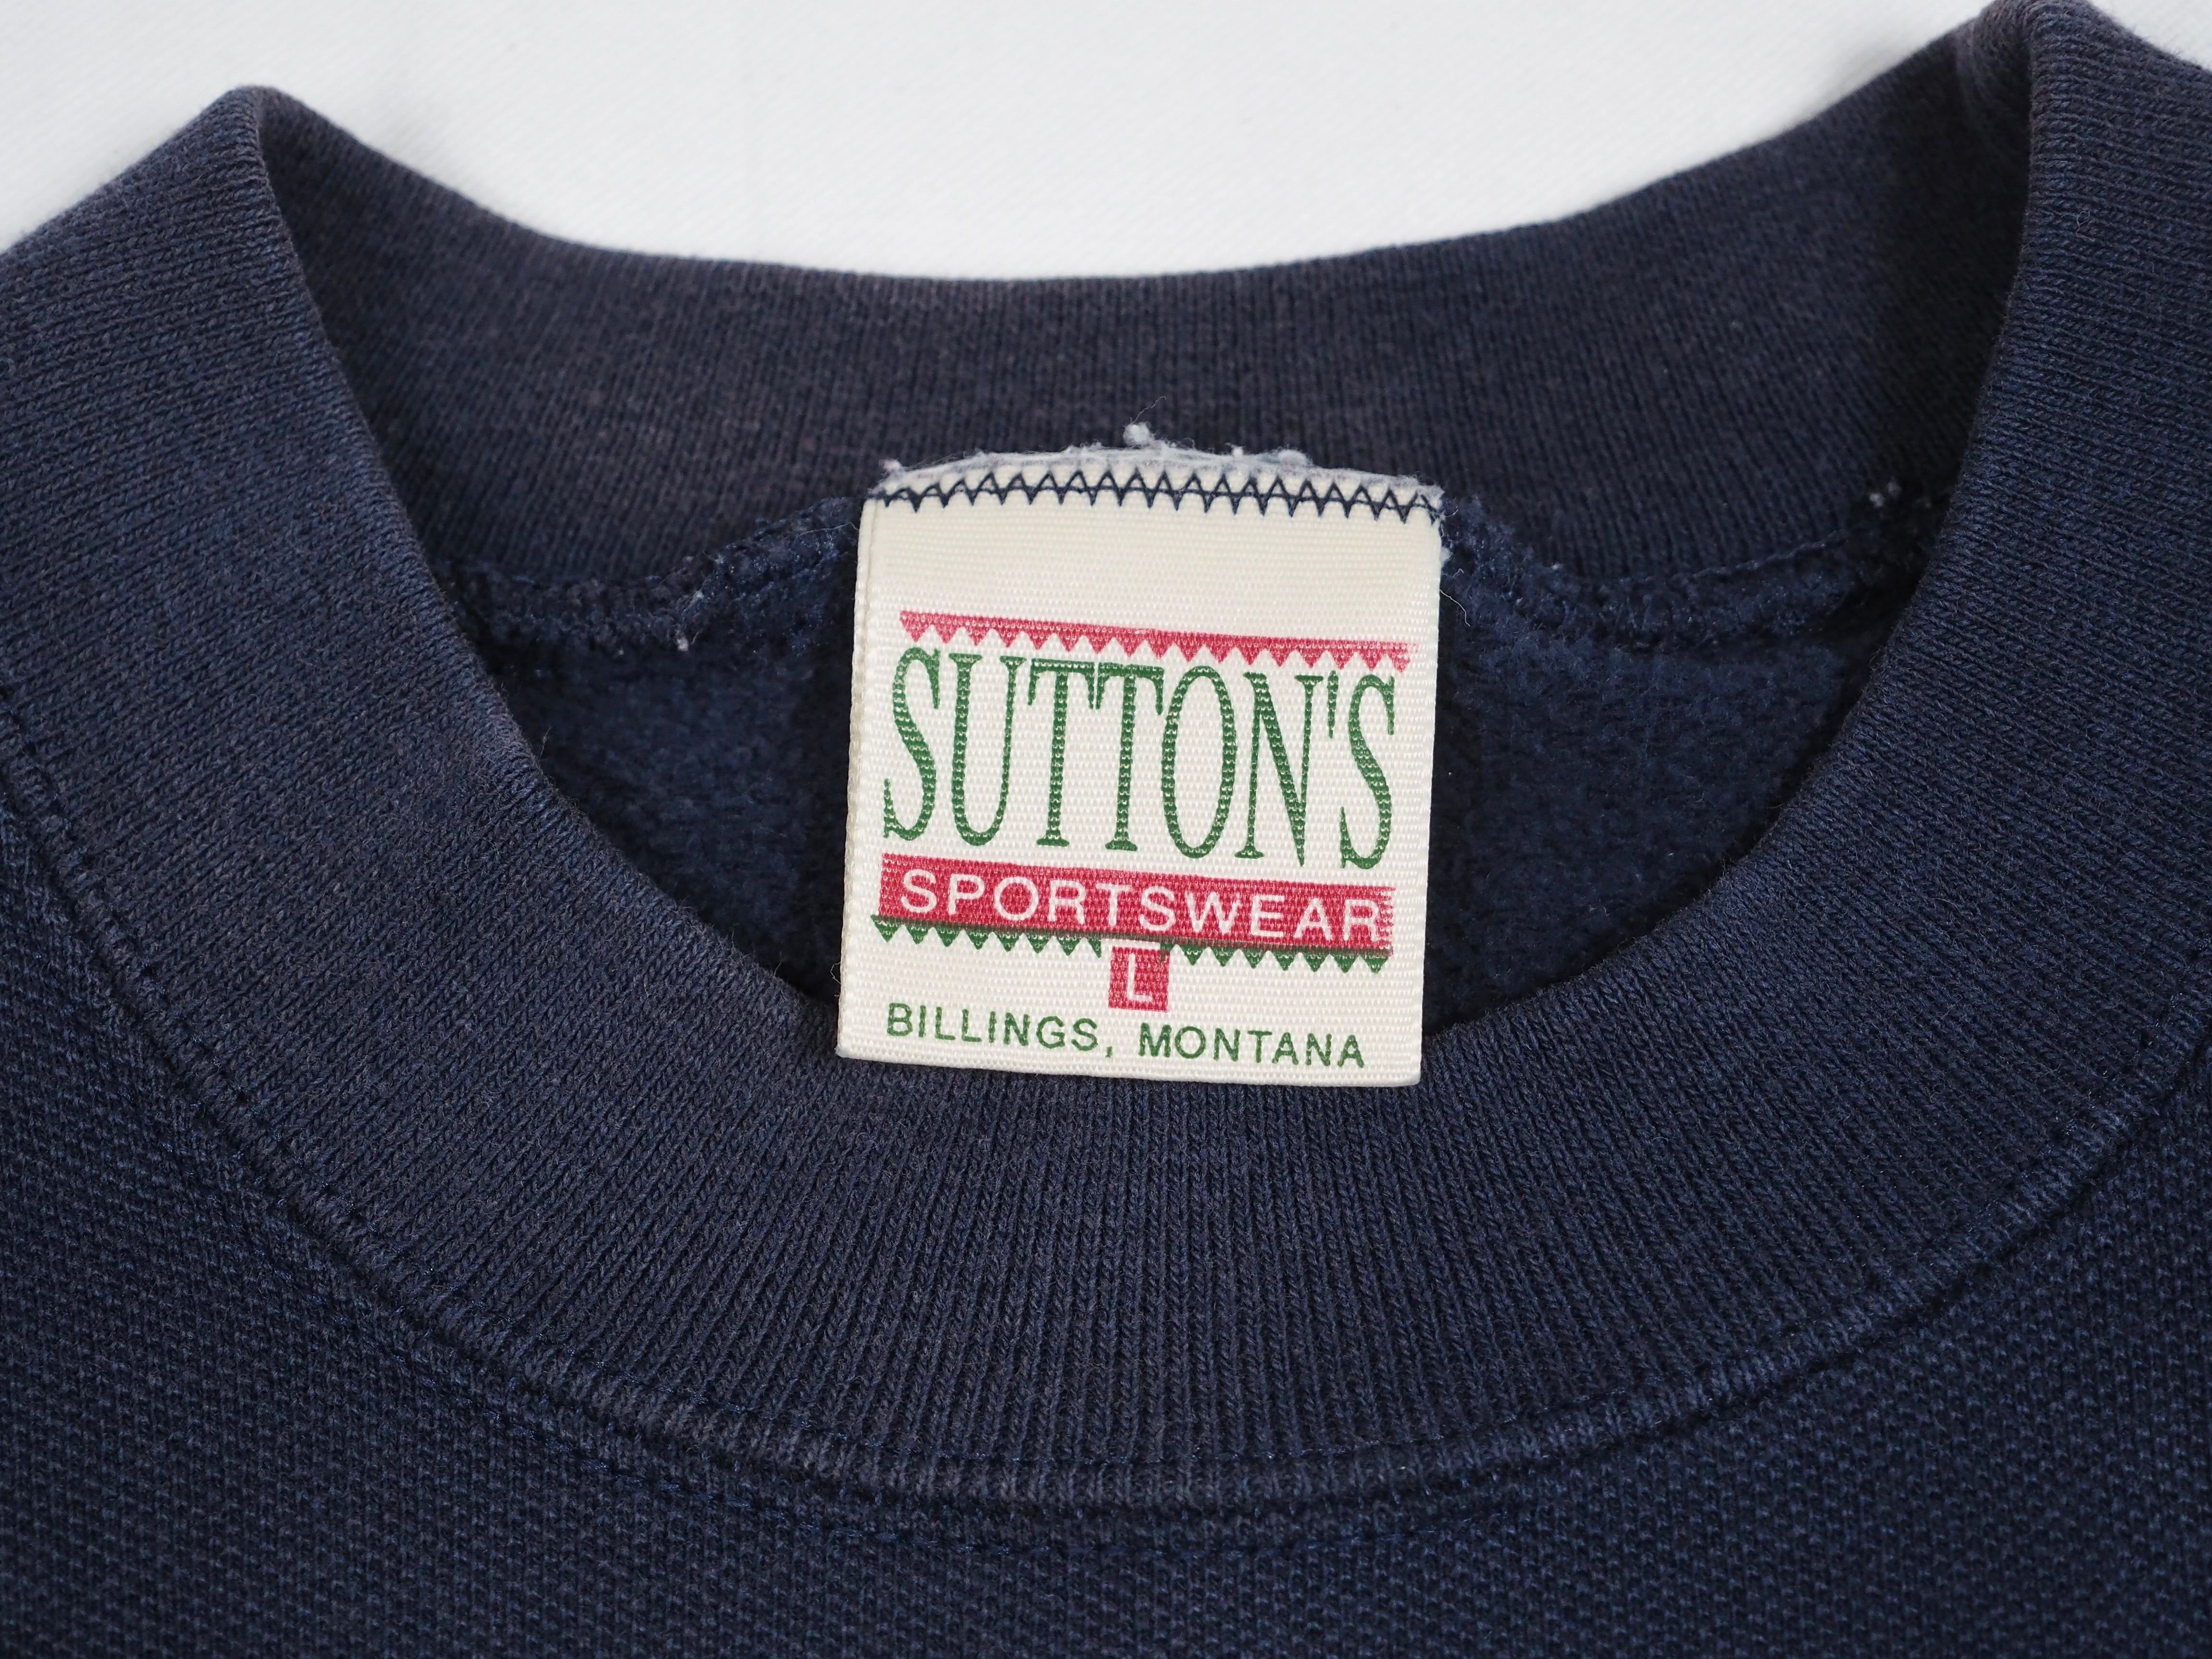 SUTTON'S
SPORTSWEAR
L
BILLINGS, MONTANA